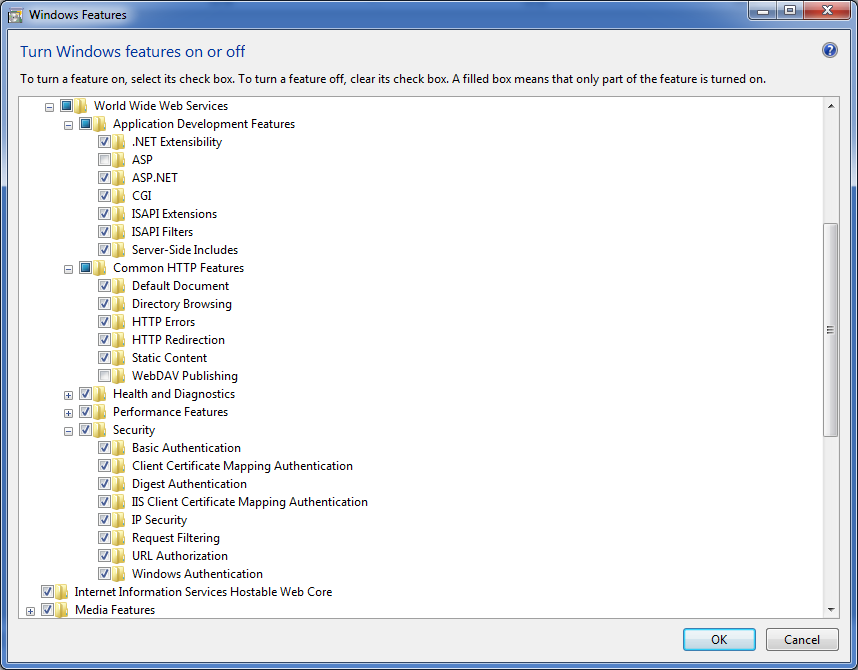 Windows Features
Turn Windows features on or off
To turn a feature on, select its check box. To turn a feature off, clear its check box. A filled box means that only part of the feature is turned on.
World Wide Web Services
Application Development Features
.NET Extensibility
ASP
ASP.NET
CGI
ISAPI Extensions
ISAPI Filters
Server-Side Includes
Common HTTP Features
Default Document
Directory Browsing
HTTP Errors
HTTP Redirection
Static Content
WebDAV Publishing
Health and Diagnostics
Performance Features
Security
Basic Authentication
Client Certificate Mapping Authentication
Digest Authentication
IIS Client Certificate Mapping Authentication
IP Security
Request Filtering
URL Authorization
Windows Authentication
Internet Information Services Hostable Web Core
Media Features
OK Cancel